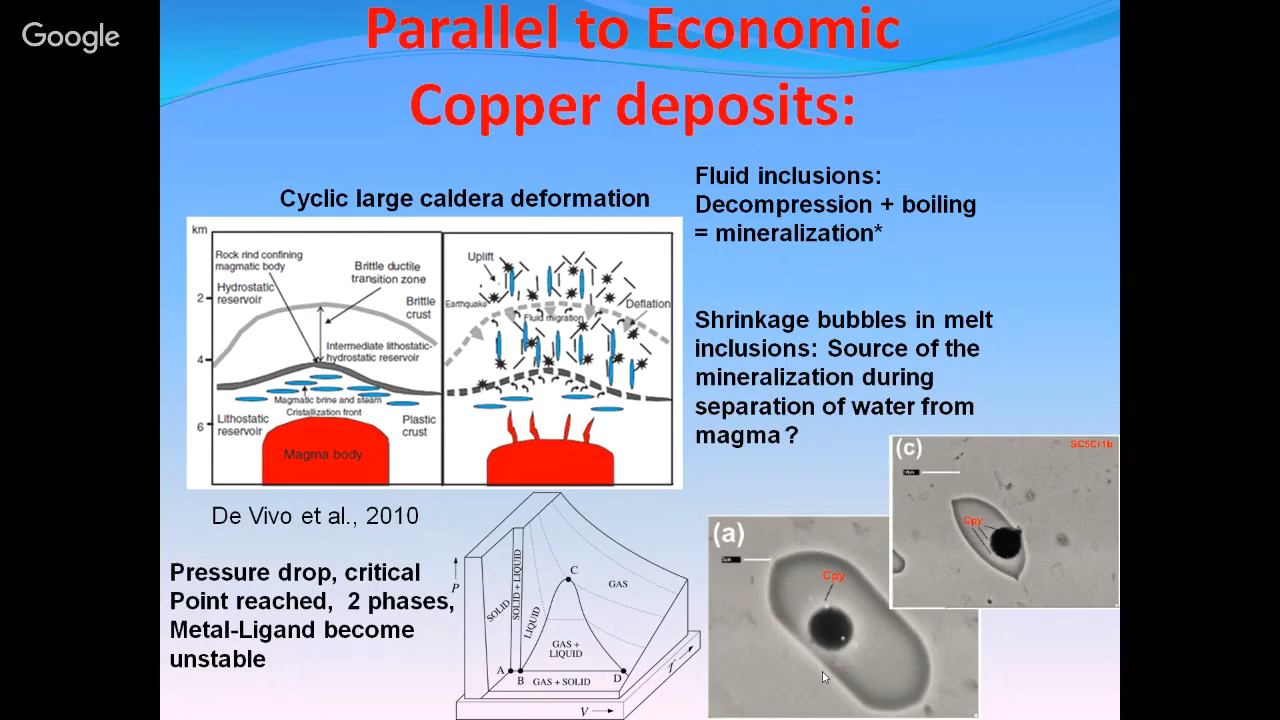 Google
Parallel to Economic
Copper deposits:
Cyclic large caldera deformation
Fluid inclusions:
Decompression + boiling
= mineralization*
Shrinkage bubbles in melt
inclusions: Source of the
mineralization during
separation of water from
magma ?
km
2
4
6
Rock rind confining
magmatic body
Hydrostatic
reservoir
Brittle ductile
transition zone
Brittle
crust
Intermediate lithostatic-
hydrostatic reservoir
Magmatic brine and steam
Cristallization front
Lithostatic
reservoir
Plastic
crust
Magma body
Uplift
Earthquake
Deflation
Fluid migration
De Vivo et al., 2010
Pressure drop, critical
Point reached, 2 phases,
Metal-Ligand become
unstable
P
SOLID
SOLID + LIQUID
LIQUID
C
GAS
GAS +
LIQUID
A
B
D
GAS + SOLID
V
T
(a)
Cpy
(c)
SC5Cr1b
Cpy